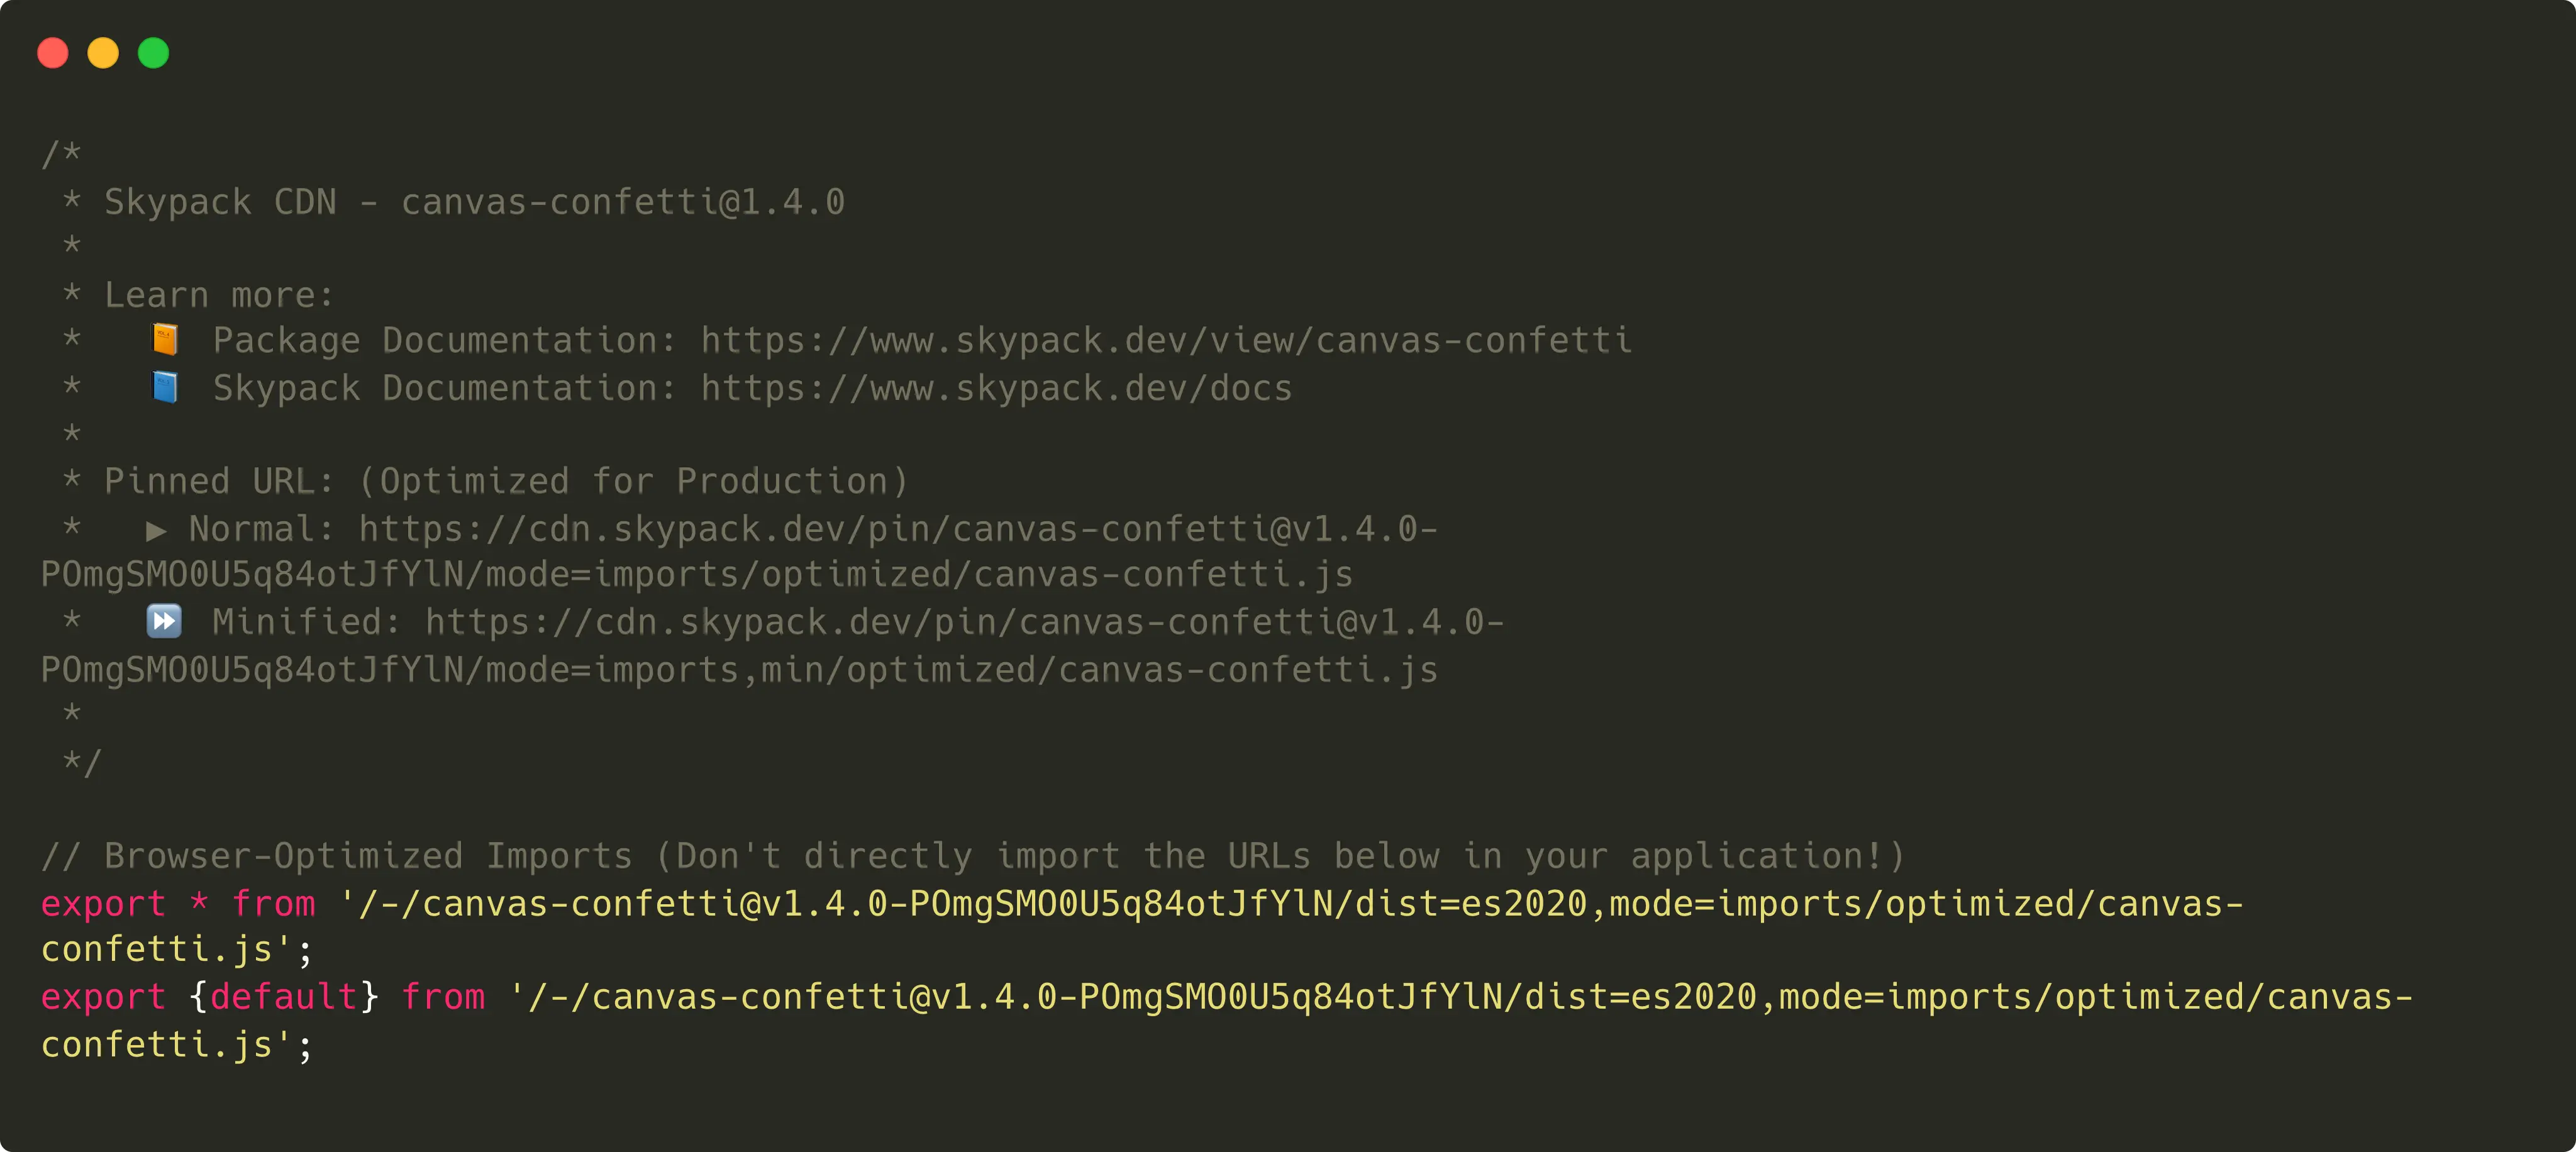 /*
 * Skypack CDN - canvas-confetti@1.4.0
 *
 * Learn more:
 *   📙 Package Documentation: https://www.skypack.dev/view/canvas-confetti
 *   📘 Skypack Documentation: https://www.skypack.dev/docs
 *
 * Pinned URL: (Optimized for Production)
 *   ▶️ Normal: https://cdn.skypack.dev/pin/canvas-confetti@v1.4.0-
POmgSMO0U5q84otJfYlN/mode=imports/optimized/canvas-confetti.js
 *   ⏩ Minified: https://cdn.skypack.dev/pin/canvas-confetti@v1.4.0-
POmgSMO0U5q84otJfYlN/mode=imports,min/optimized/canvas-confetti.js
 *
 */

// Browser-Optimized Imports (Don't directly import the URLs below in your application!)
export * from '/-/canvas-confetti@v1.4.0-POmgSMO0U5q84otJfYlN/dist=es2020,mode=imports/optimized/canvas-
confetti.js';
export {default} from '/-/canvas-confetti@v1.4.0-POmgSMO0U5q84otJfYlN/dist=es2020,mode=imports/optimized/canvas-
confetti.js';